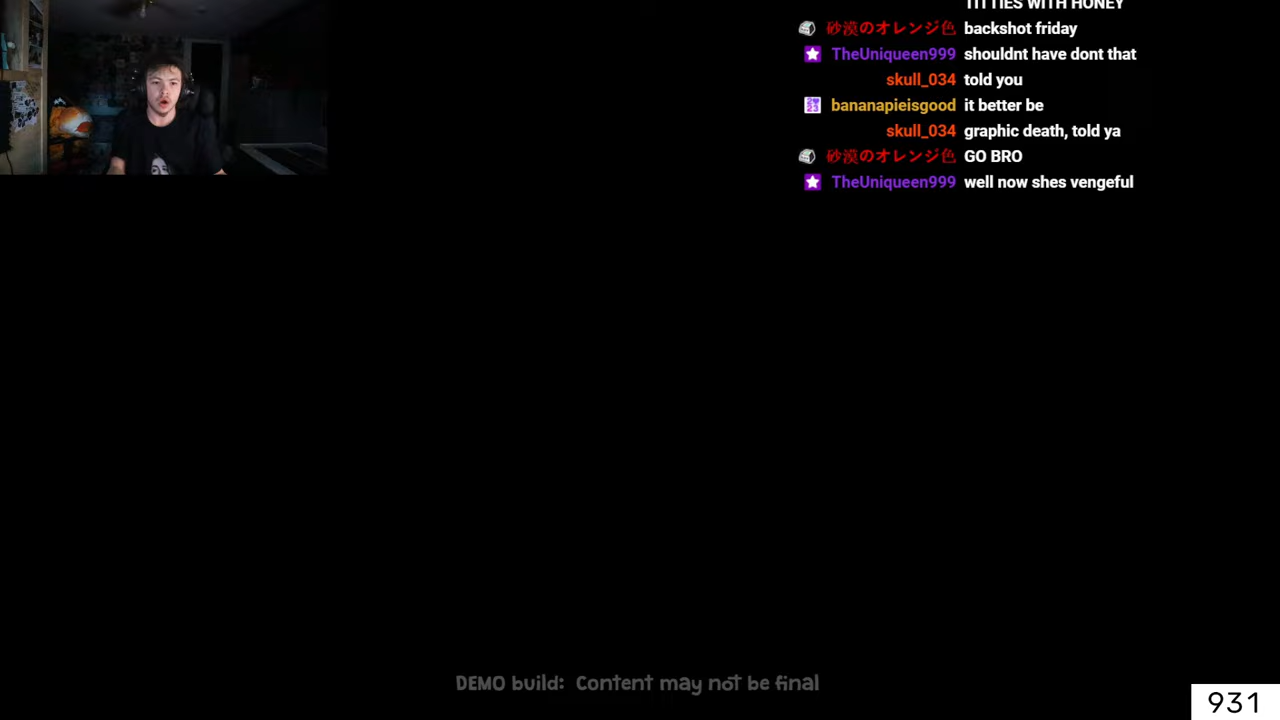 TITTIES WITH HONEY
砂漠のオレンジ色 backshot friday
TheUniqueen999 shouldnt have dont that
skull_034 told you
bananapieisgood it better be
skull_034 graphic death, told ya
砂漠のオレンジ色 GO BRO
TheUniqueen999 well now shes vengeful
DEMO build: Content may not be final
931